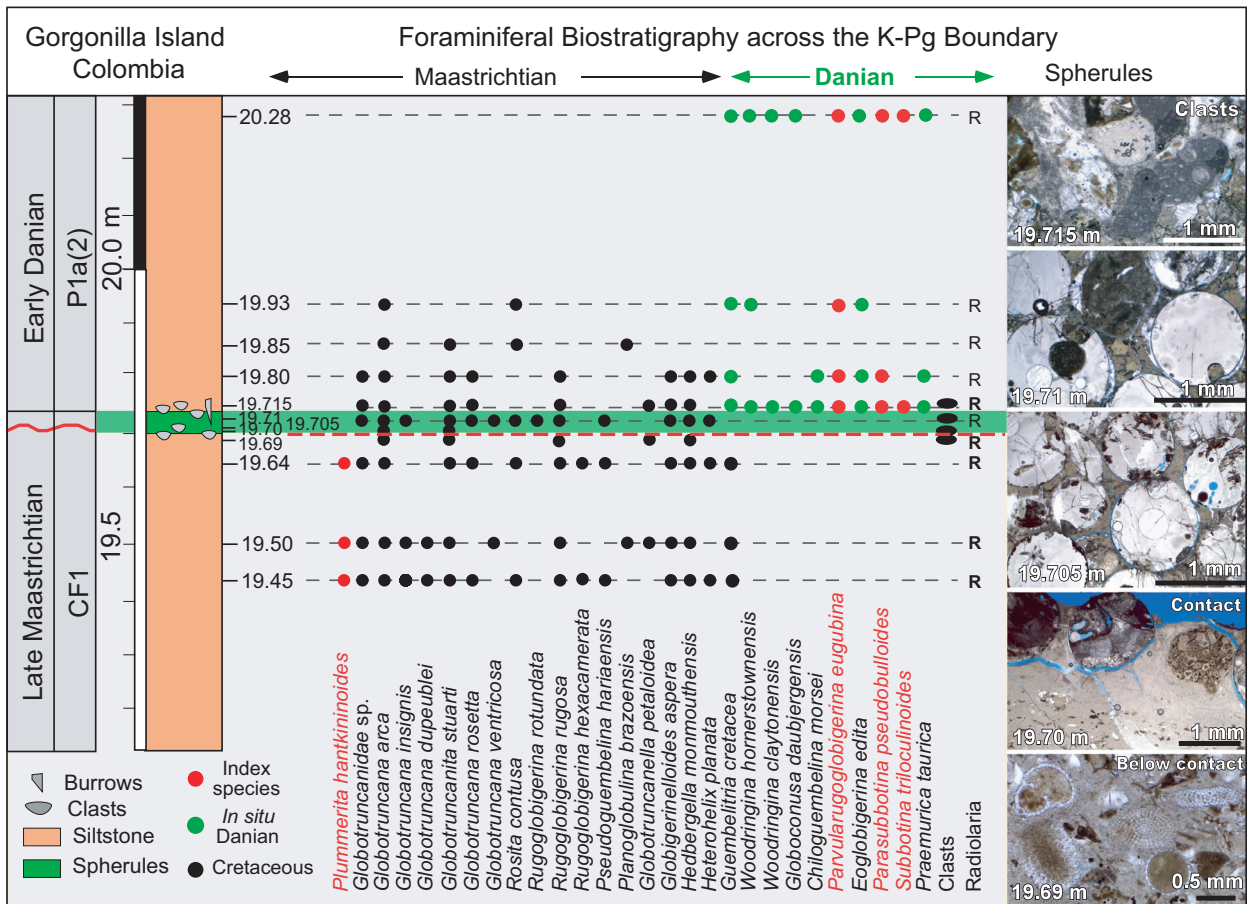 Gorgonilla Island
Colombia
Foraminiferal Biostratigraphy across the K-Pg Boundary
Maastrichtian
Danian
Spherules
Early Danian
P1a(2)
Late Maastrichtian
CF1
20.0 m
19.5
20.28
R
19.93
R
19.85
R
19.80
R
19.715
R
19.71
R
19.70
19.705
19.69
R
19.64
R
19.50
R
19.45
R
Clasts
19.715 m
1 mm
19.71 m
1 mm
19.705 m
1 mm
Contact
19.70 m
1 mm
Below contact
19.69 m
0.5 mm
Burrows
Clasts
Siltstone
Spherules
Index
species
In situ
Danian
Cretaceous
Plummerita hantkininoides
Globotruncanidae sp.
Globotruncana arca
Globotruncana insignis
Globotruncana dupeublei
Globotruncanita stuarti
Globotruncana rosetta
Globotruncana ventricosa
Rosita contusa
Rugoglobigerina rotundata
Rugoglobigerina rugosa
Rugoglobigerina hexacamerata
Pseudoguembelina hariaensis
Planoglobulina brazoensis
Globotruncanella petaloidea
Globigerinelloides aspera
Hedbergella mommouthensis
Heterohelix planata
Guembelitria cretacea
Woodringina hornerstownensis
Woodringina claytonensis
Globoconusa daubjergensis
Chiloguembelina morsei
Parvularugoglobigerina eugubina
Eoglobigerina edita
Parasubbotina pseudobulloides
Subbotina triloculinoides
Praemurica taurica
Clasts
Radiolaria